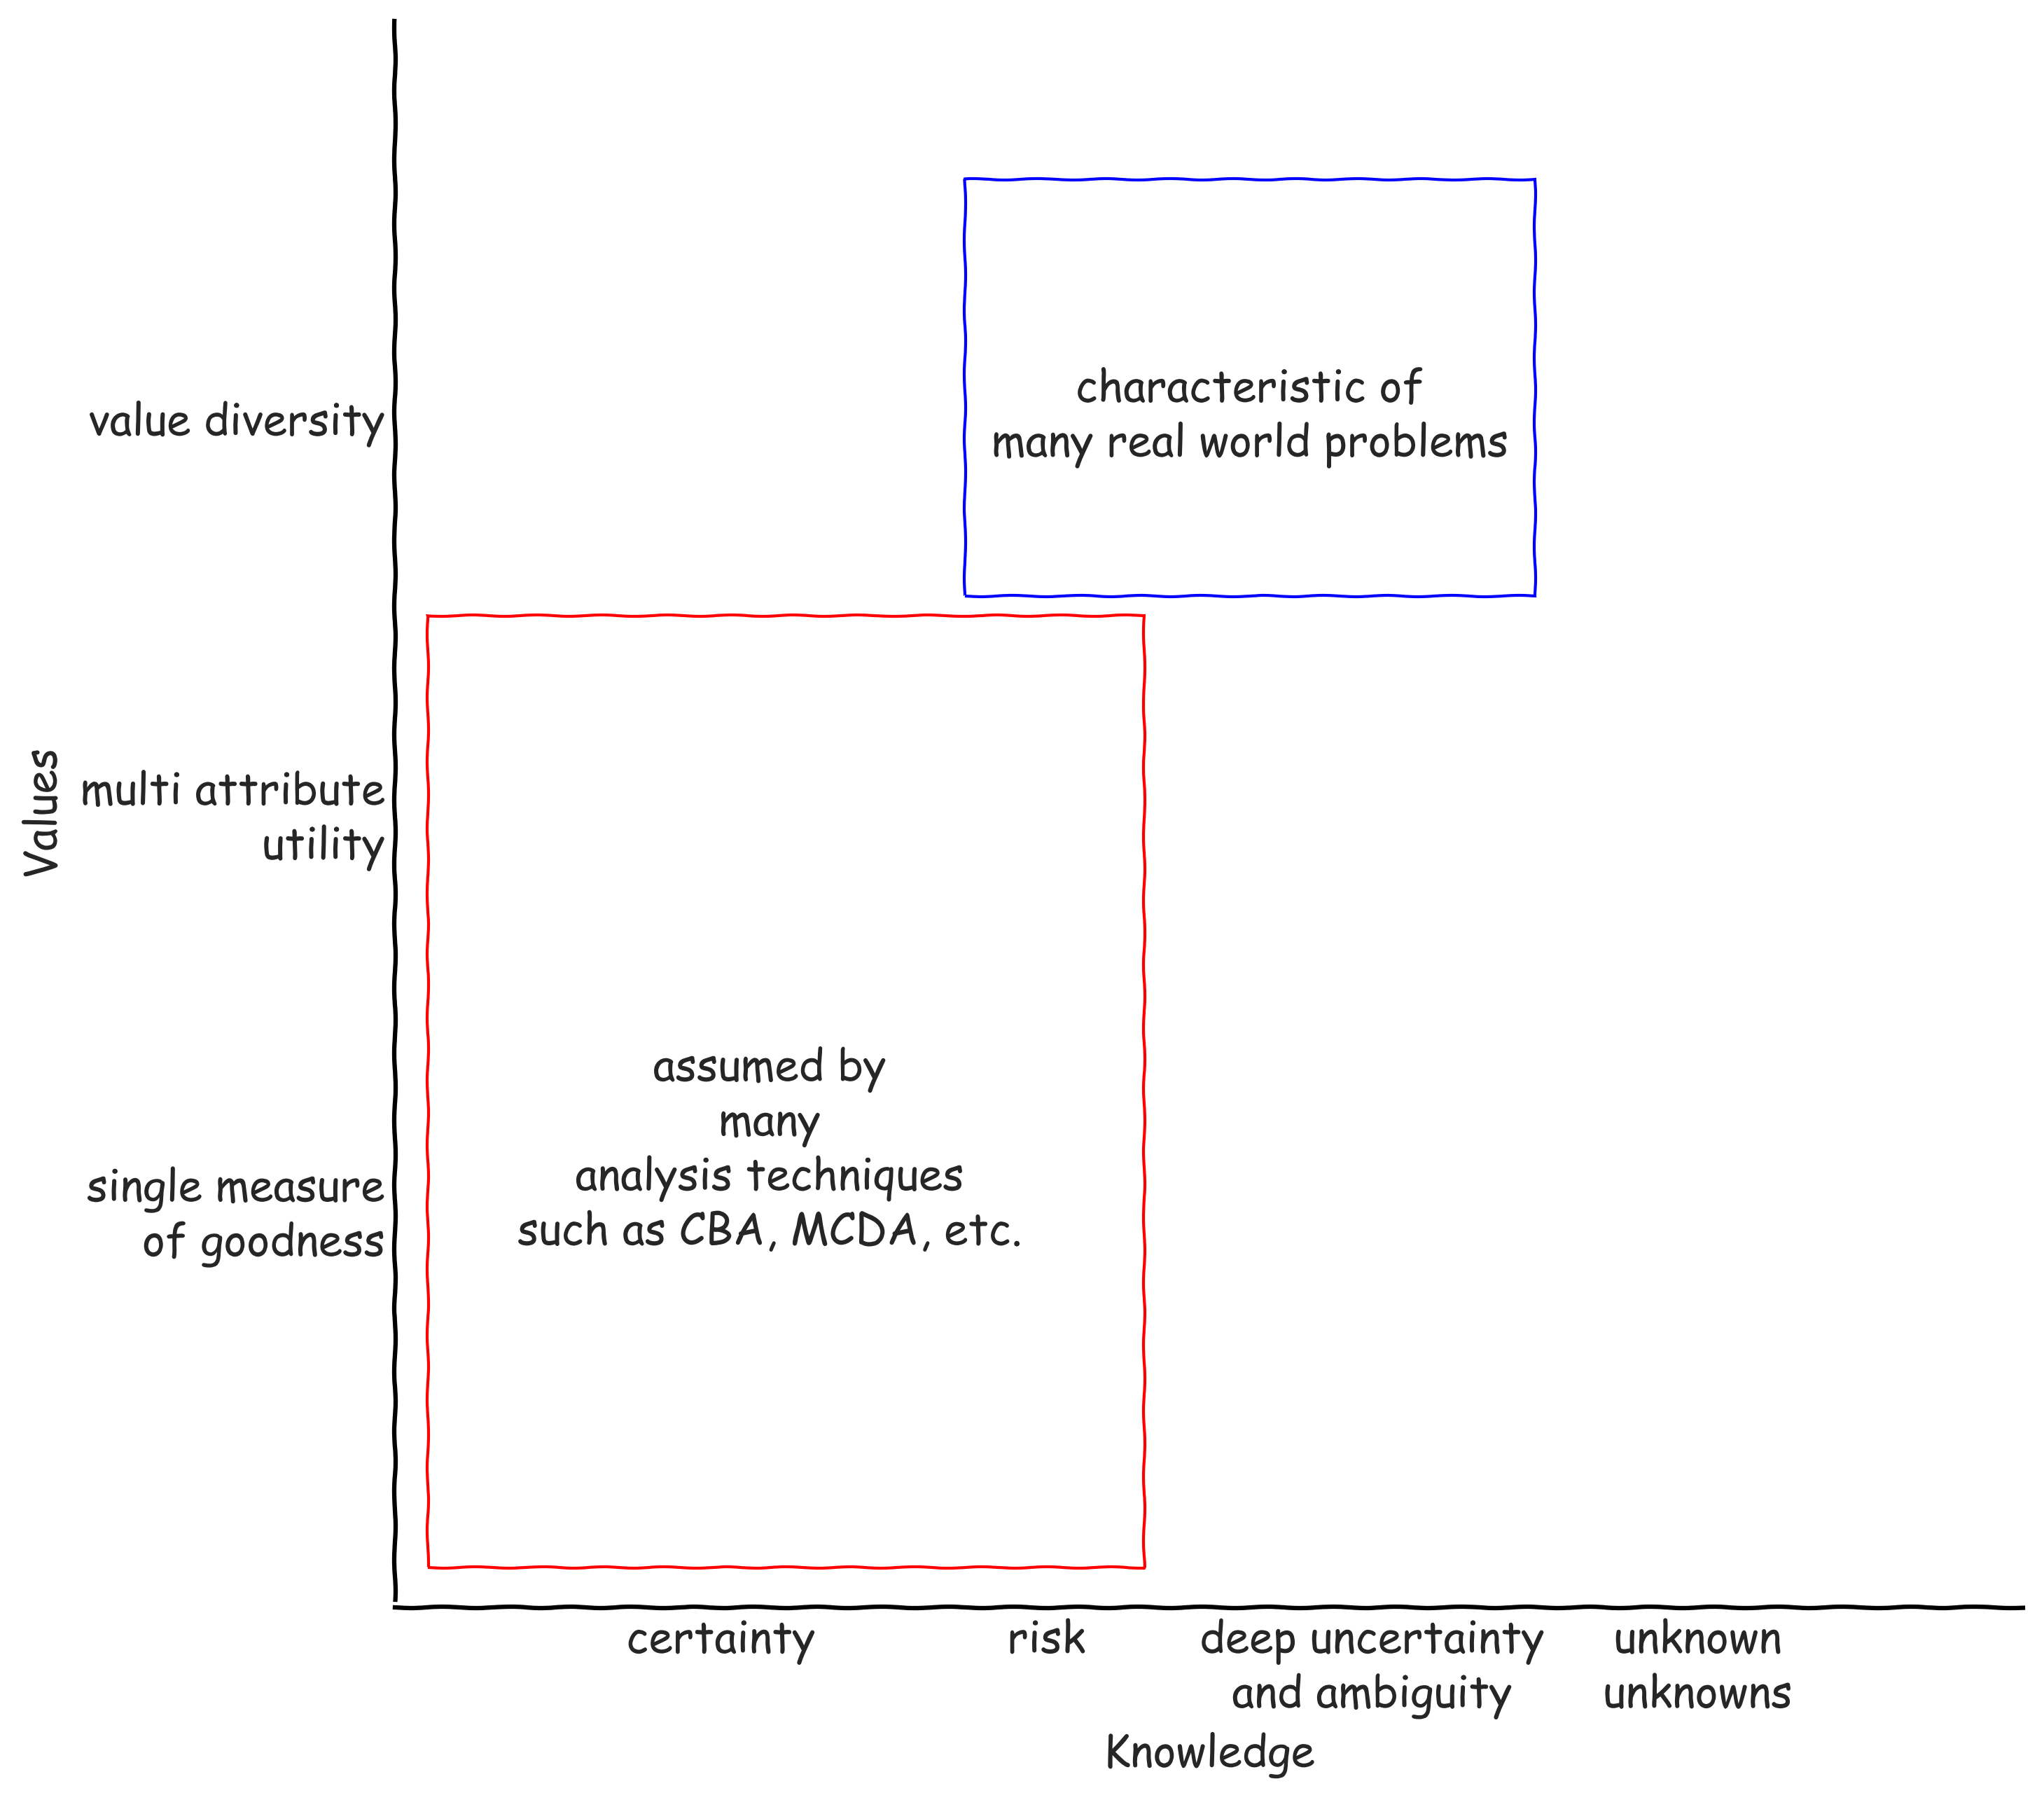 characteristic of
many real world problems
value diversity
Values
multi attribute
utility
assumed by
many
analysis techniques
such as CBA, MCDA, etc.
single measure
of goodness
certainty
risk
deep uncertainty
and ambiguity
unknown
unknowns
Knowledge